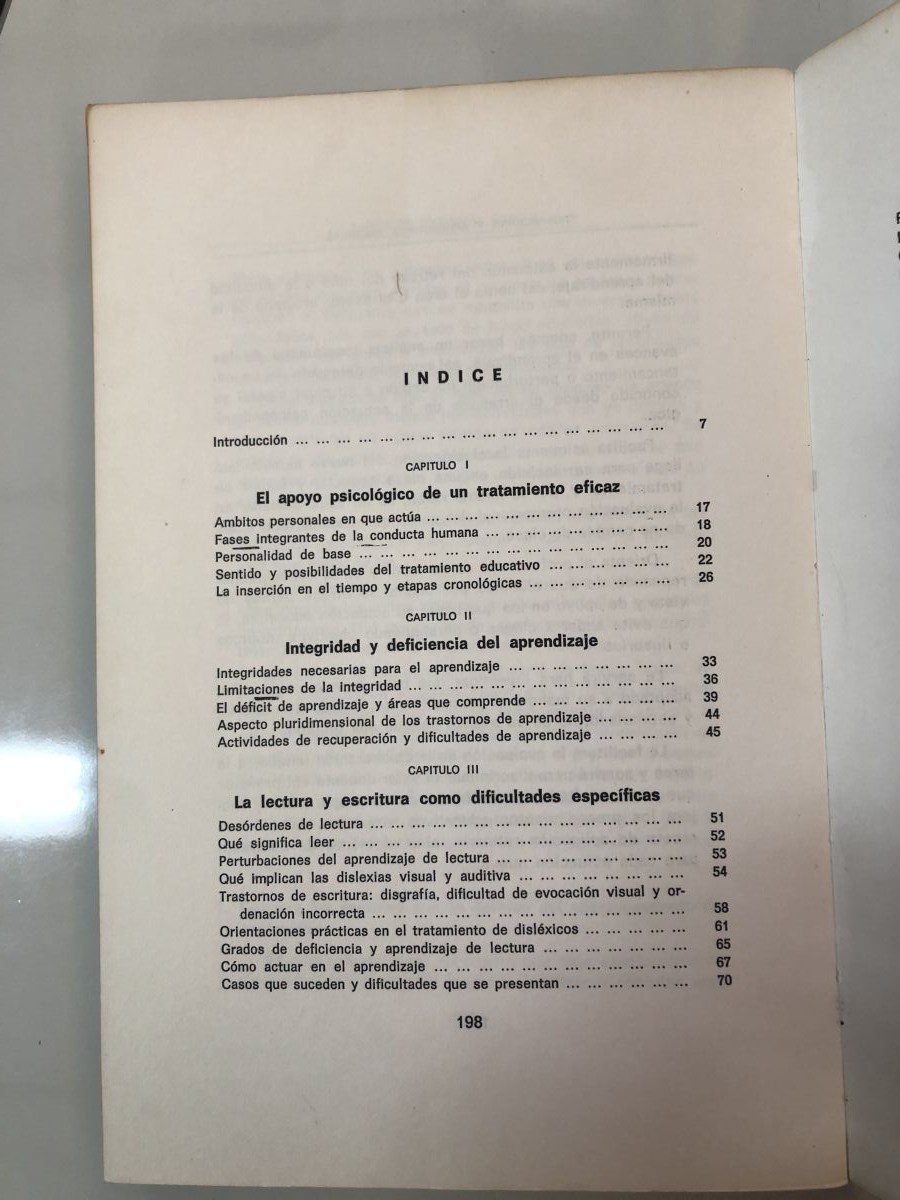 INDICE
Introducción ... ... ... ... ... ... ... ... ... ... ... ... ... ... ... ... ... ... 7
CAPITULO I
El apoyo psicológico de un tratamiento eficaz
Ambitos personales en que actúa ... ... ... ... ... ... ... ... ... ... ... 17
Fases integrantes de la conducta humana ... ... ... ... ... ... ... ... ... 18
Personalidad de base ... ... ... ... ... ... ... ... ... ... ... ... ... ... ... 20
Sentido y posibilidades del tratamiento educativo ... ... ... ... ... ... 22
La inserción en el tiempo y etapas cronológicas ... ... ... ... ... ... ... 26
CAPITULO II
Integridad y deficiencia del aprendizaje
Integridades necesarias para el aprendizaje ... ... ... ... ... ... ... ... 33
Limitaciones de la integridad ... ... ... ... ... ... ... ... ... ... ... ... ... 36
El déficit de aprendizaje y áreas que comprende ... ... ... ... ... ... ... 39
Aspecto pluridimensional de los trastornos de aprendizaje ... ... ... ... 44
Actividades de recuperación y dificultades de aprendizaje ... ... ... ... 45
CAPITULO III
La lectura y escritura como dificultades específicas
Desórdenes de lectura ... ... ... ... ... ... ... ... ... ... ... ... ... ... ... 51
Qué significa leer ... ... ... ... ... ... ... ... ... ... ... ... ... ... ... ... 52
Perturbaciones del aprendizaje de lectura ... ... ... ... ... ... ... ... ... 53
Qué implican las dislexias visual y auditiva ... ... ... ... ... ... ... ... 54
Trastornos de escritura: disgrafía, dificultad de evocación visual y or-
denación incorrecta ... ... ... ... ... ... ... ... ... ... ... ... ... ... ... 58
Orientaciones prácticas en el tratamiento de disléxicos ... ... ... ... ... 61
Grados de deficiencia y aprendizaje de lectura ... ... ... ... ... ... ... 65
Cómo actuar en el aprendizaje ... ... ... ... ... ... ... ... ... ... ... ... 67
Casos que suceden y dificultades que se presentan ... ... ... ... ... ... 70
198